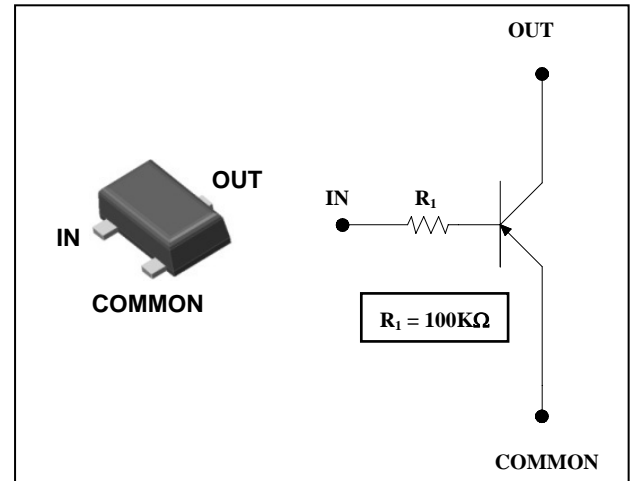 OUT
IN
COMMON
OUT
IN
R₁
R₁ = 100KΩ
COMMON